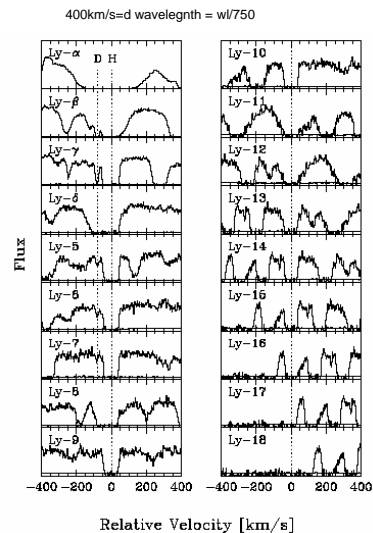 400km/s=d wavelegnth = wl/750
Ly-α
D H
Ly-β
Ly-γ
Ly-δ
Ly-5
Ly-6
Ly-7
Ly-8
Ly-9
Ly-10
Ly-11
Ly-12
Ly-13
Ly-14
Ly-15
Ly-16
Ly-17
Ly-18
Flux
-400 -200 0 200 400
-400 -200 0 200 400
Relative Velocity [km/s]